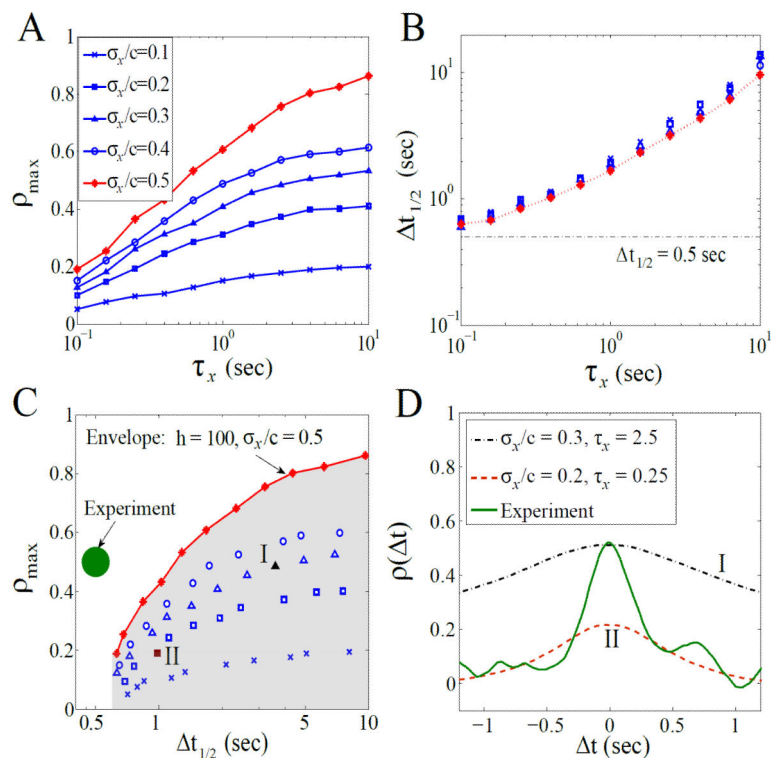 A
σₓ/c=0.1
σₓ/c=0.2
σₓ/c=0.3
σₓ/c=0.4
σₓ/c=0.5
1
0.8
0.6
0.4
0.2
0
ρmax
10⁻¹ 10⁰ 10¹
τₓ (sec)
B
10¹
10⁰
10⁻¹
Δt1/2 (sec)
Δt1/2 = 0.5 sec
10⁻¹ 10⁰ 10¹
τₓ (sec)
C
Envelope: h = 100, σₓ/c = 0.5
Experiment
I
II
1
0.8
0.6
0.4
0.2
0
ρmax
0.5 1 5 10
Δt1/2 (sec)
D
σₓ/c = 0.3, τₓ = 2.5
σₓ/c = 0.2, τₓ = 0.25
Experiment
I
II
1
0.8
0.6
0.4
0.2
0
ρ(Δt)
−1 −0.5 0 0.5 1
Δt (sec)